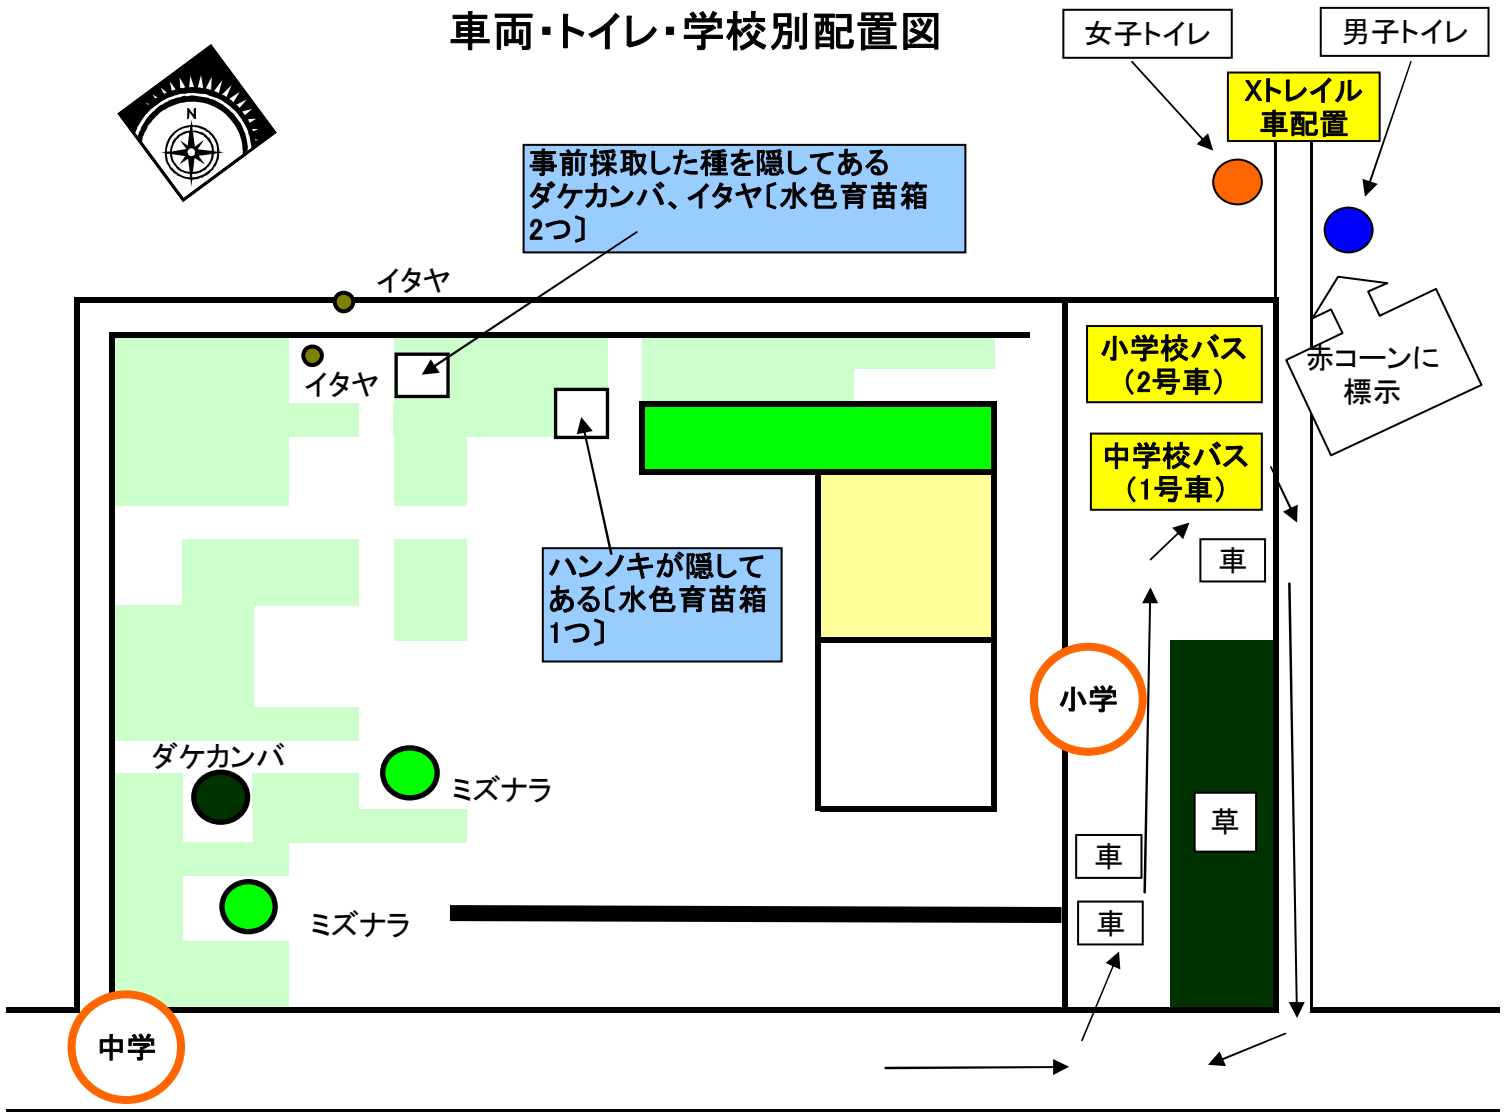 車両・トイレ・学校別配置図
女子トイレ
男子トイレ
Xトレイル
車配置
N
事前採取した種を隠してある
ダケカンバ、イタヤ〔水色育苗箱
2つ〕
イタヤ
イタヤ
小学校バス
（2号車）
赤コーンに
標示
中学校バス
（1号車）
車
ハンノキが隠して
ある〔水色育苗箱
1つ〕
小学
ダケカンバ
ミズナラ
草
車
車
ミズナラ
中学